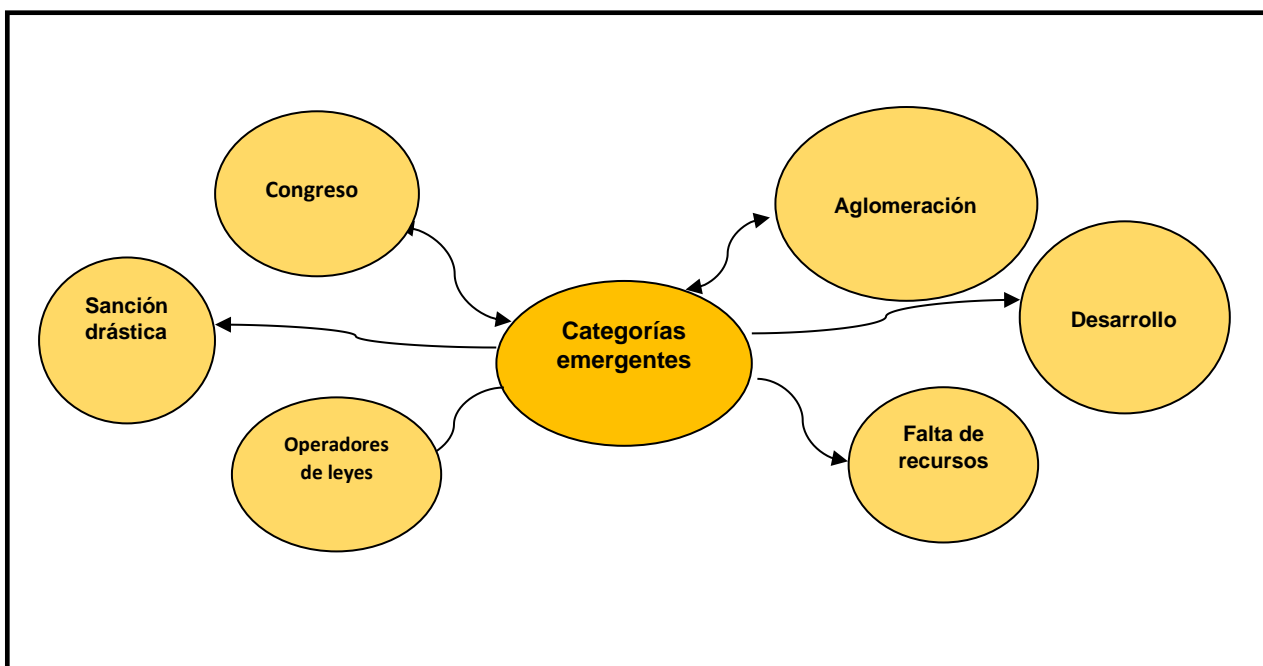 Congreso
Aglomeración
Sanción
drástica
Desarrollo
Categorías
emergentes
Operadores
de leyes
Falta de
recursos